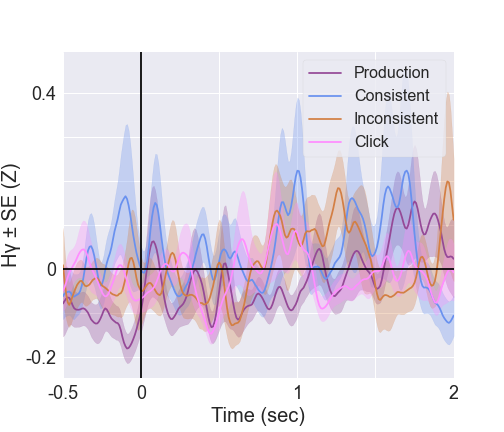 Production
Consistent
Inconsistent
Click
Hγ ± SE (Z)
0.4
0
-0.2
-0.5
0
1
2
Time (sec)